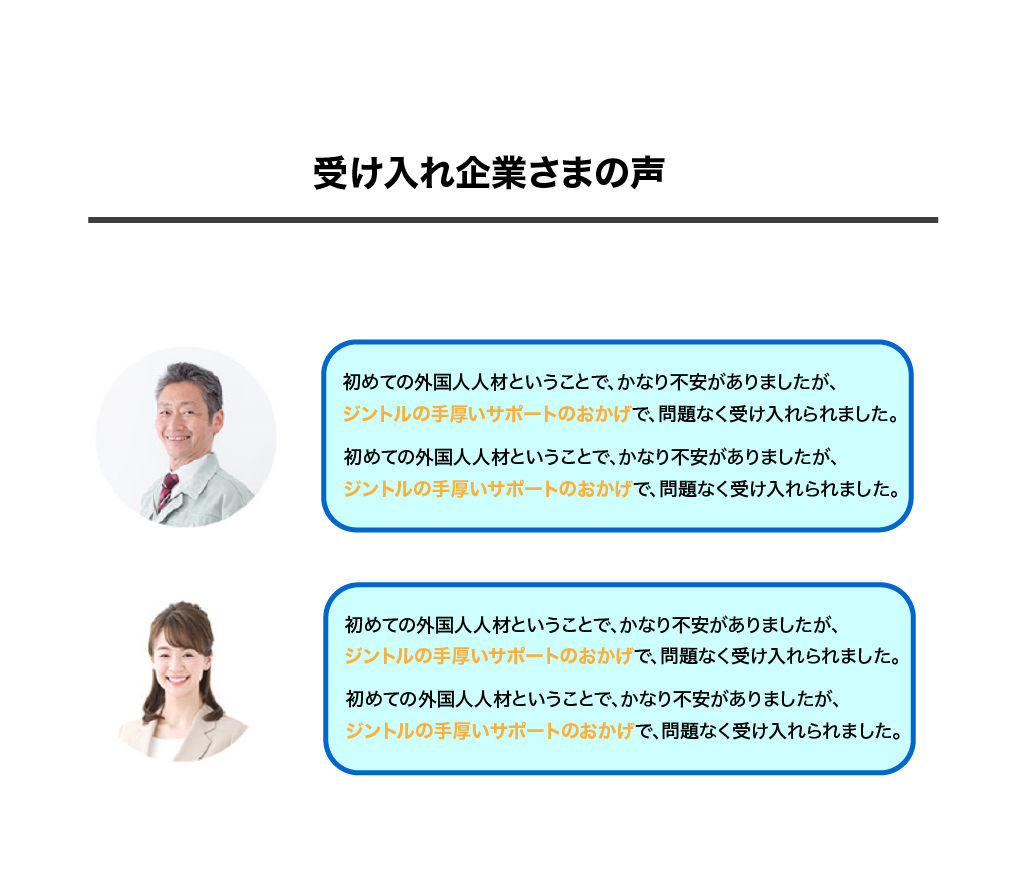 受け入れ企業さまの声
初めての外国人人材ということで、かなり不安がありましたが、
ジントルの手厚いサポートのおかげで、問題なく受け入れられました。
初めての外国人人材ということで、かなり不安がありましたが、
ジントルの手厚いサポートのおかげで、問題なく受け入れられました。
初めての外国人人材ということで、かなり不安がありましたが、
ジントルの手厚いサポートのおかげで、問題なく受け入れられました。
初めての外国人人材ということで、かなり不安がありましたが、
ジントルの手厚いサポートのおかげで、問題なく受け入れられました。